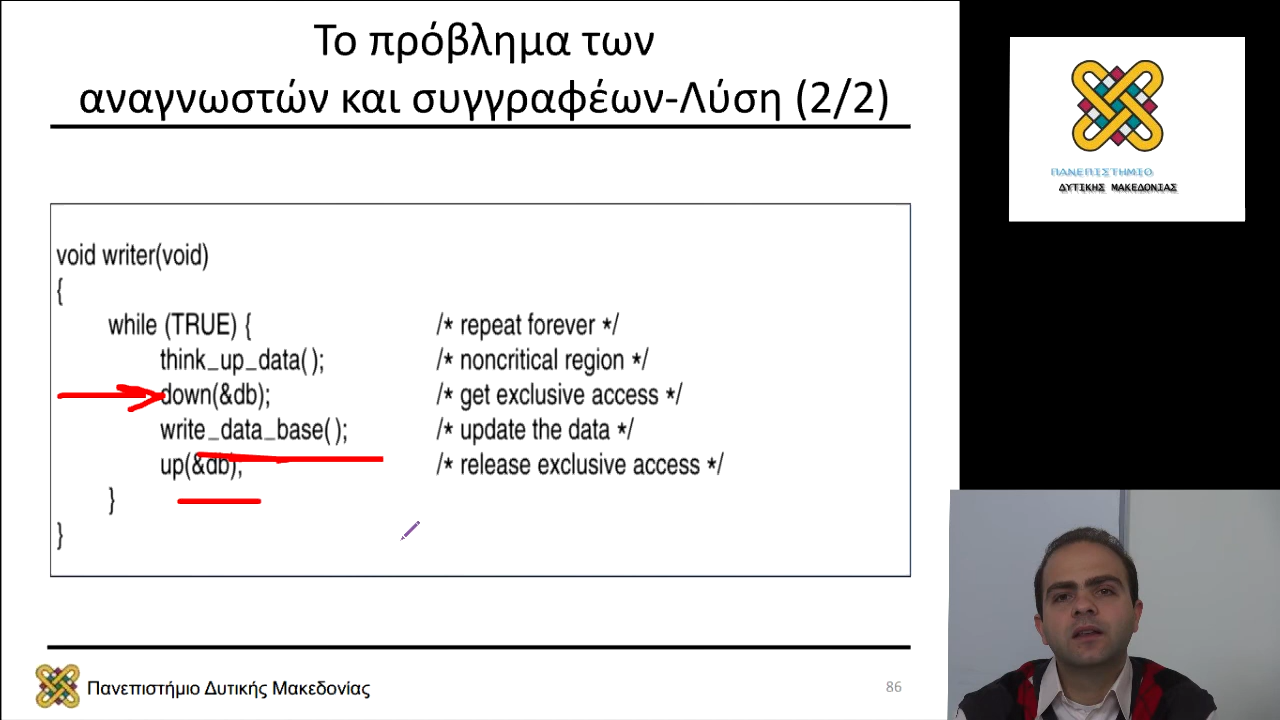 Το πρόβλημα των
αναγνωστών και συγγραφέων-Λύση (2/2)
ΠΑΝΕΠΙΣΤΗΜΙΟ
ΔΥΤΙΚΗΣ ΜΑΚΕΔΟΝΙΑΣ
void writer(void)
{
while (TRUE) { /* repeat forever */
think_up_data( ); /* noncritical region */
down(&db); /* get exclusive access */
write_data_base( ); /* update the data */
up(&db); /* release exclusive access */
}
}
Πανεπιστήμιο Δυτικής Μακεδονίας
86